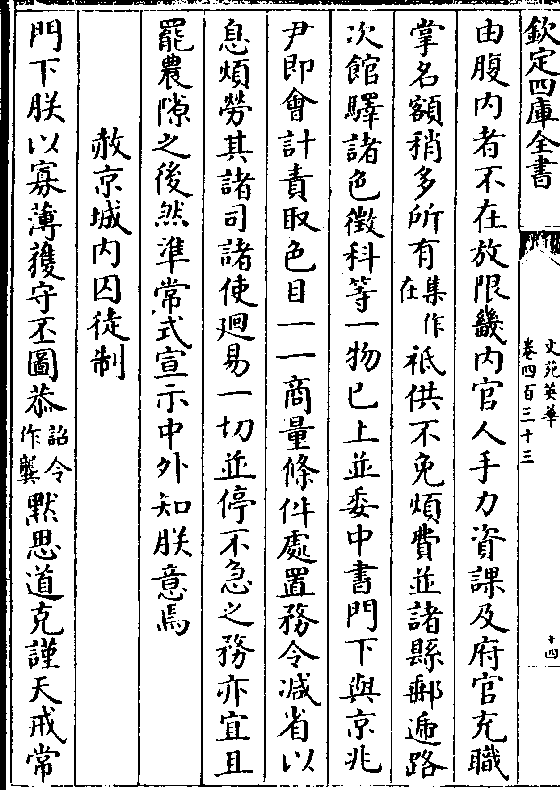 欽定四庫全書
文苑英華
卷四百三十三
十四
由腹内者不在放限畿内官人手力資課及府官充職
掌名額稍多所有集作在祗供不免煩費並諸縣郵遞路
次館驛諸色徵科等一物已上並委中書門下與京兆
尹即會計責取色目一一商量條件處置務令減省以
息煩勞其諸司諸使廻易一切並停不急之務亦宜且
罷農隙之後然準常式宣示中外知朕意焉
赦京城内囚徒制
門下朕以寡薄獲守丕圖恭詔令作龔默思道克謹天戒常